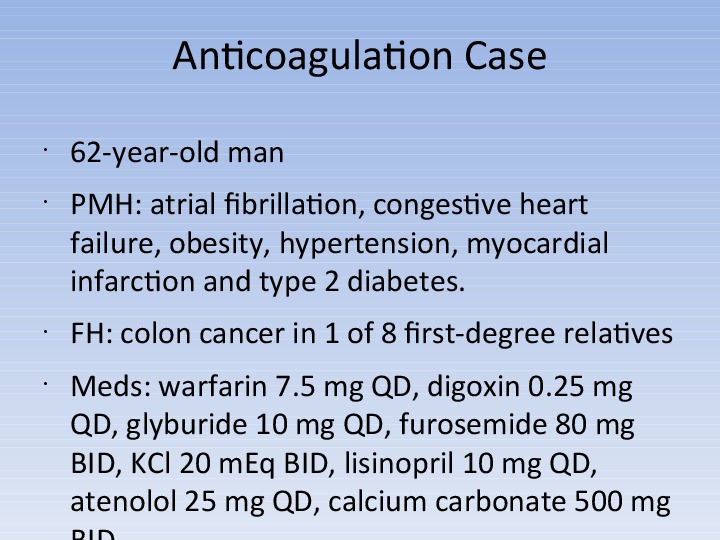 Anticoagulation Case
· 62-year-old man
· PMH: atrial fibrillation, congestive heart
failure, obesity, hypertension, myocardial
infarction and type 2 diabetes.
· FH: colon cancer in 1 of 8 first-degree relatives
· Meds: warfarin 7.5 mg QD, digoxin 0.25 mg
QD, glyburide 10 mg QD, furosemide 80 mg
BID, KCl 20 mEq BID, lisinopril 10 mg QD,
atenolol 25 mg QD, calcium carbonate 500 mg
BID